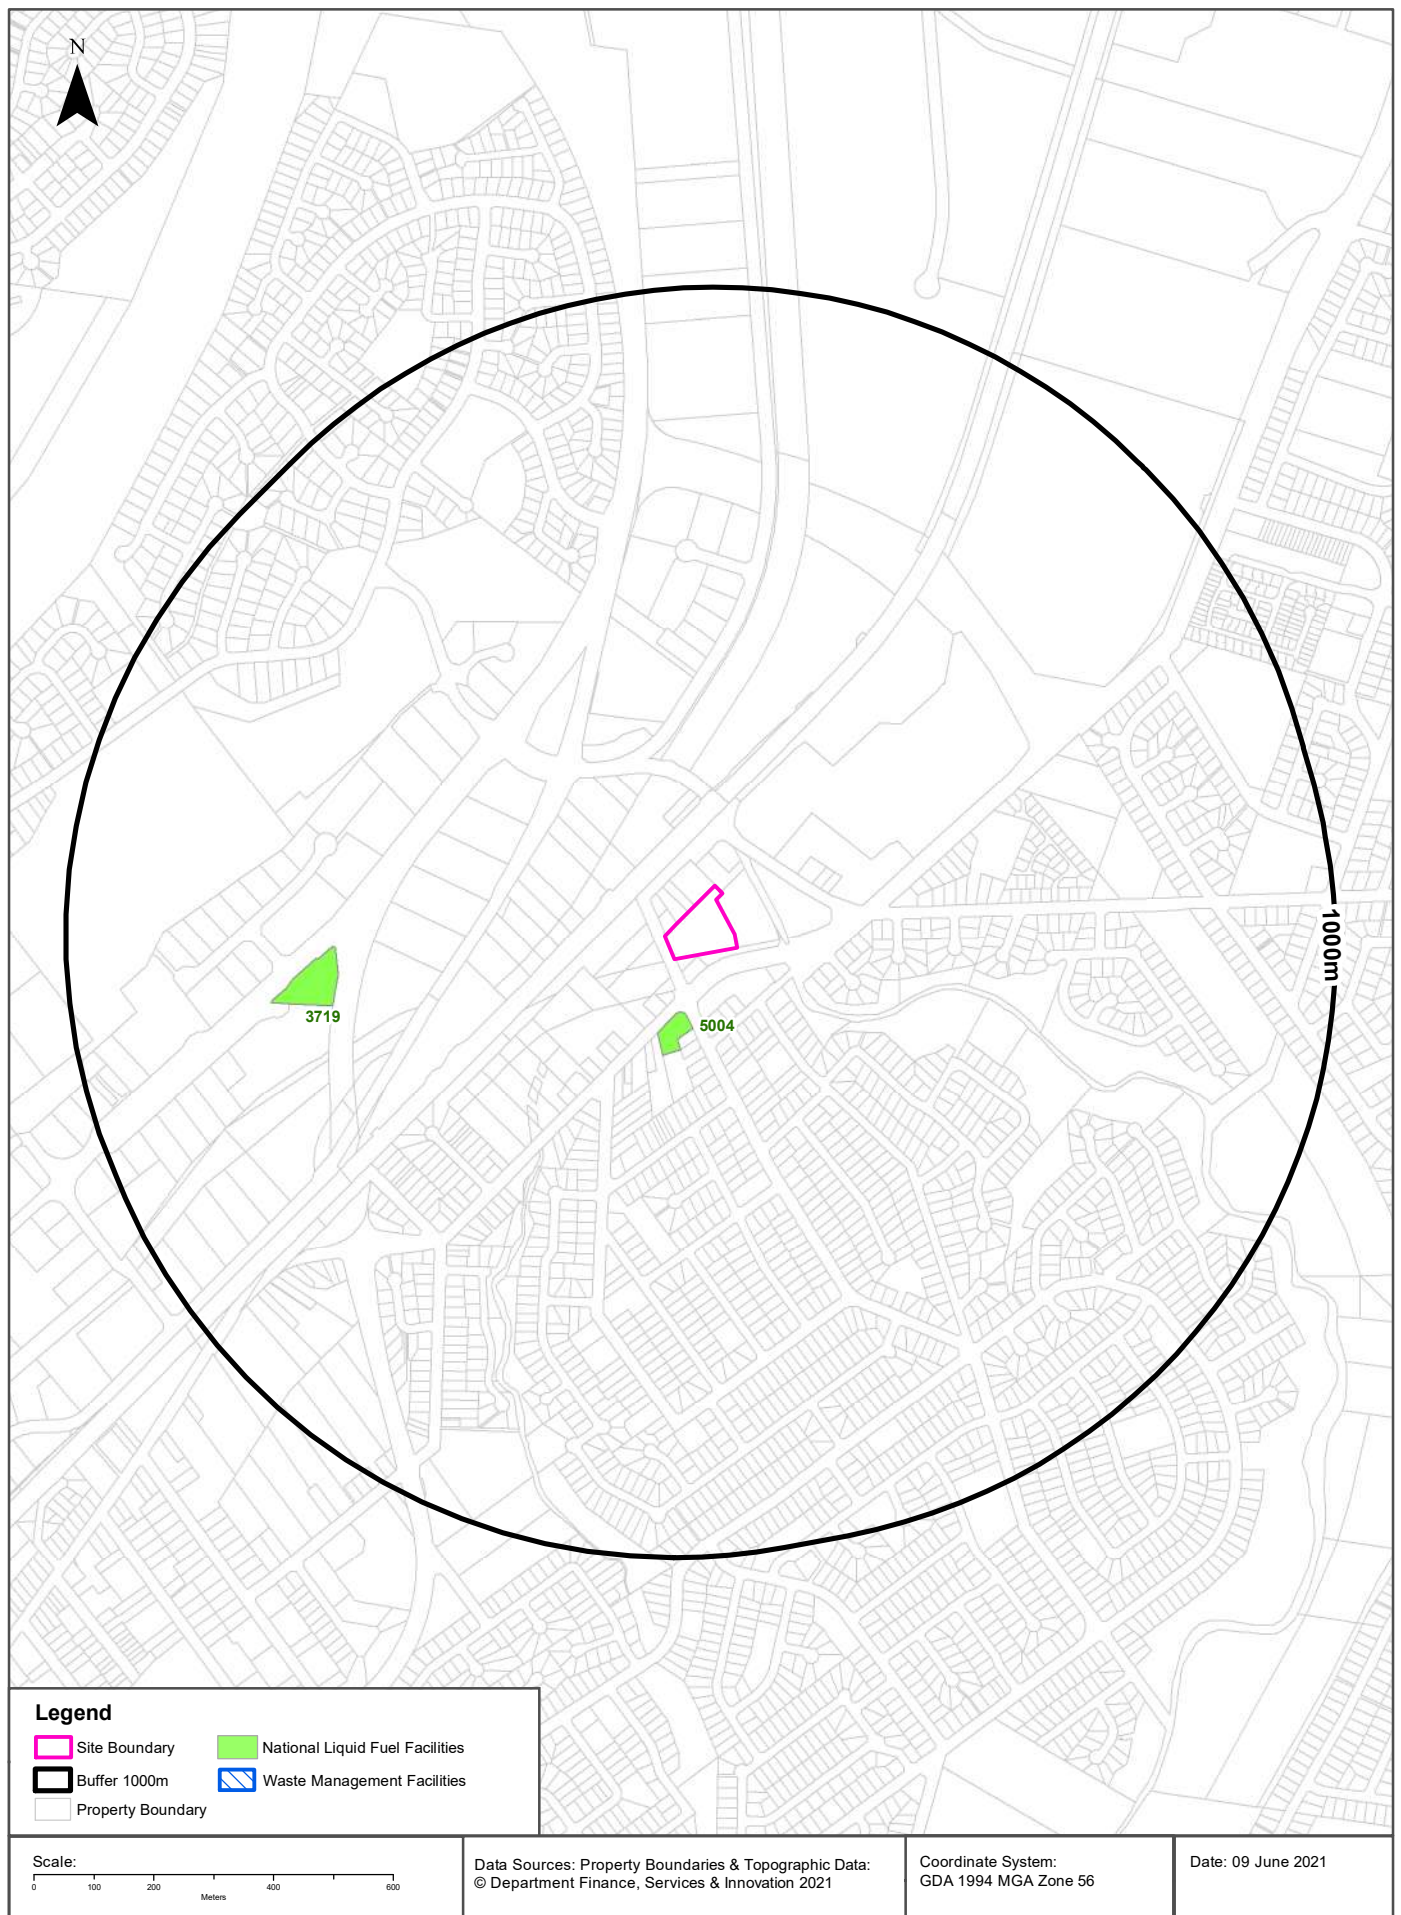 N
1000m
3719
5004
Legend
Site Boundary
National Liquid Fuel Facilities
Buffer 1000m
Waste Management Facilities
Property Boundary
Scale:
0 100 200 400 600
Meters
Data Sources: Property Boundaries & Topographic Data:
© Department Finance, Services & Innovation 2021
Coordinate System:
GDA 1994 MGA Zone 56
Date: 09 June 2021